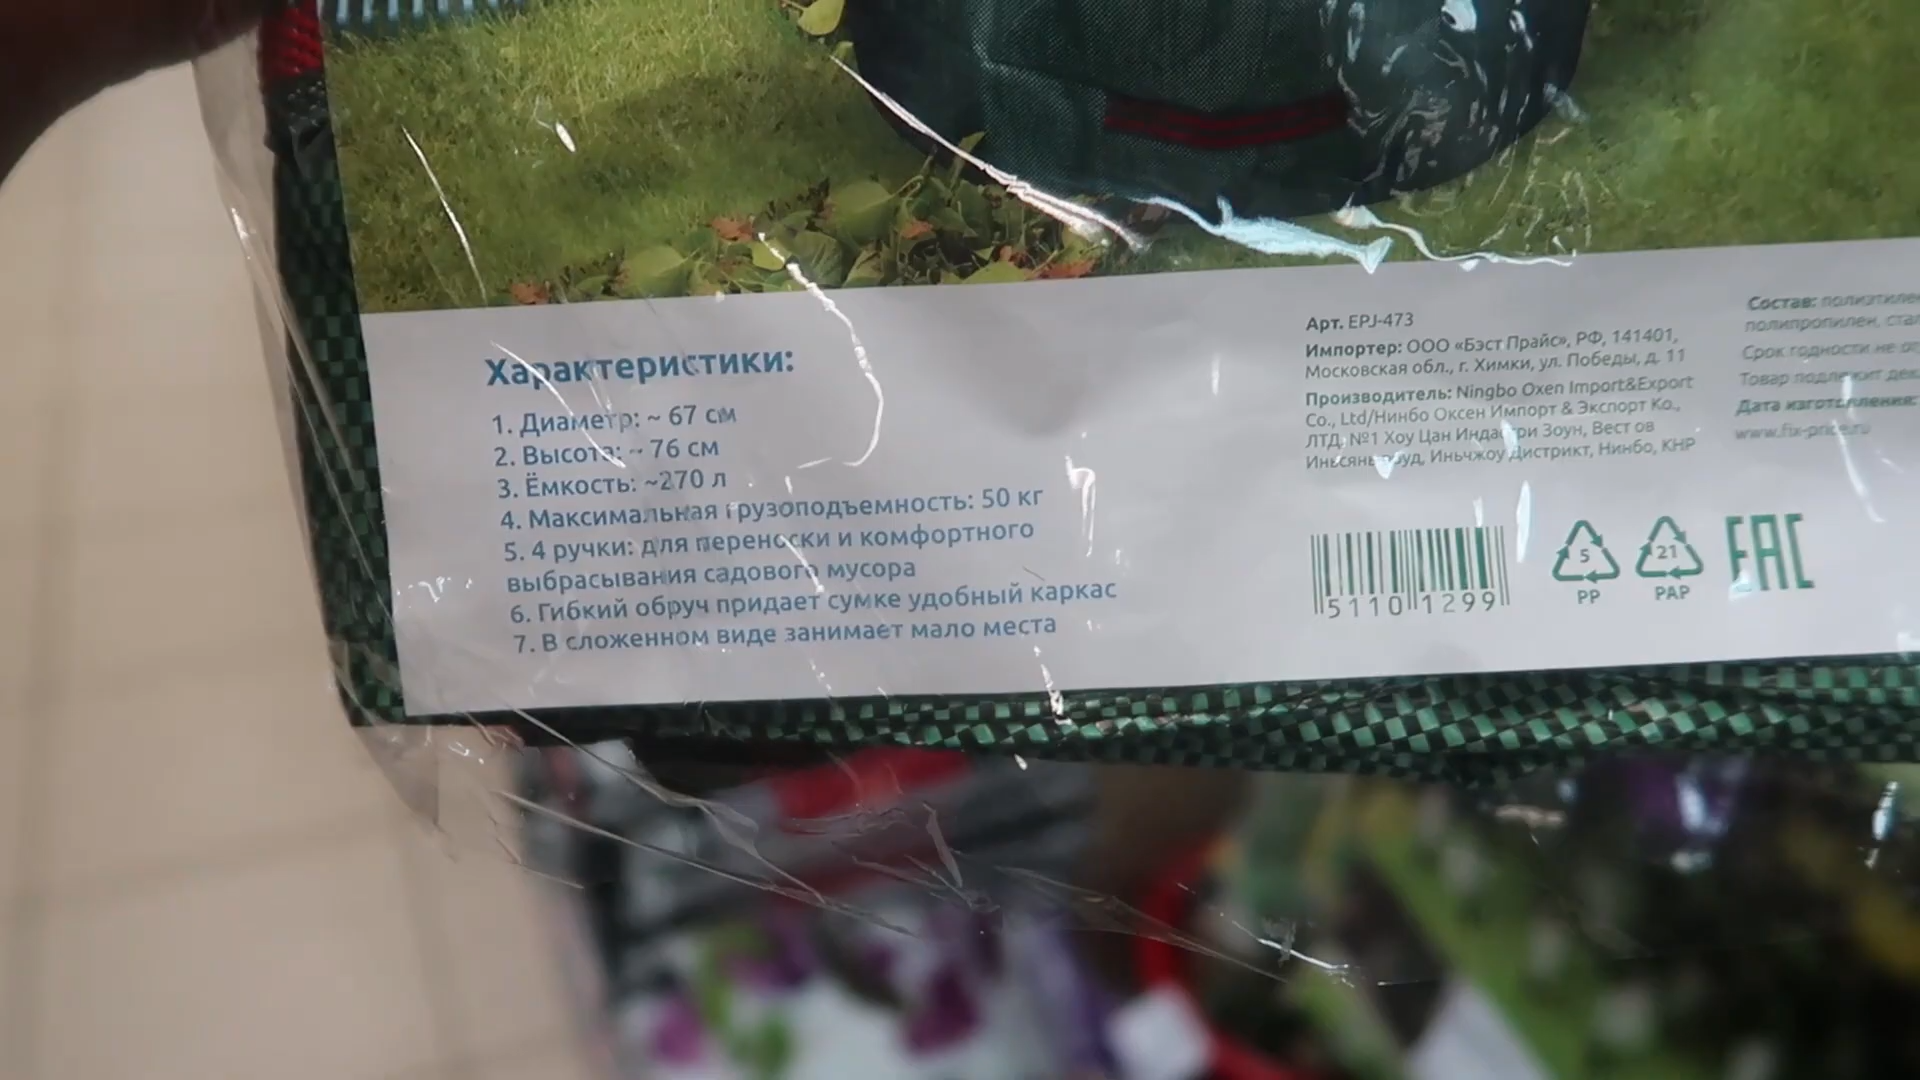 Характеристики:
1. Диаметр: ~ 67 см
2. Высота: ~ 76 см
3. Ёмкость: ~270 л
4. Максимальная грузоподъемность: 50 кг
5. 4 ручки: для переноски и комфортного
выбрасывания садового мусора
6. Гибкий обруч придает сумке удобный каркас
7. В сложенном виде занимает мало места
Арт. EPJ-473
Импортер: ООО «Бэст Прайс», РФ, 141401,
Московская обл., г. Химки, ул. Победы, д. 11
Производитель: Ningbo Oxen Import&Export
Co., Ltd/Нинбо Оксен Импорт & Экспорт Ко.,
ЛТД, №1 Хоу Цан Индастри Зоун, Вест ов
Иньсянь Роуд, Иньчжоу Дистрикт, Нинбо, КНР
5110 1299
5
PP
21
PAP
EAC
Состав:
полипропилен,
Срок годности не
Товар подлежит
Дата изготовления:
www.fix-price.ru